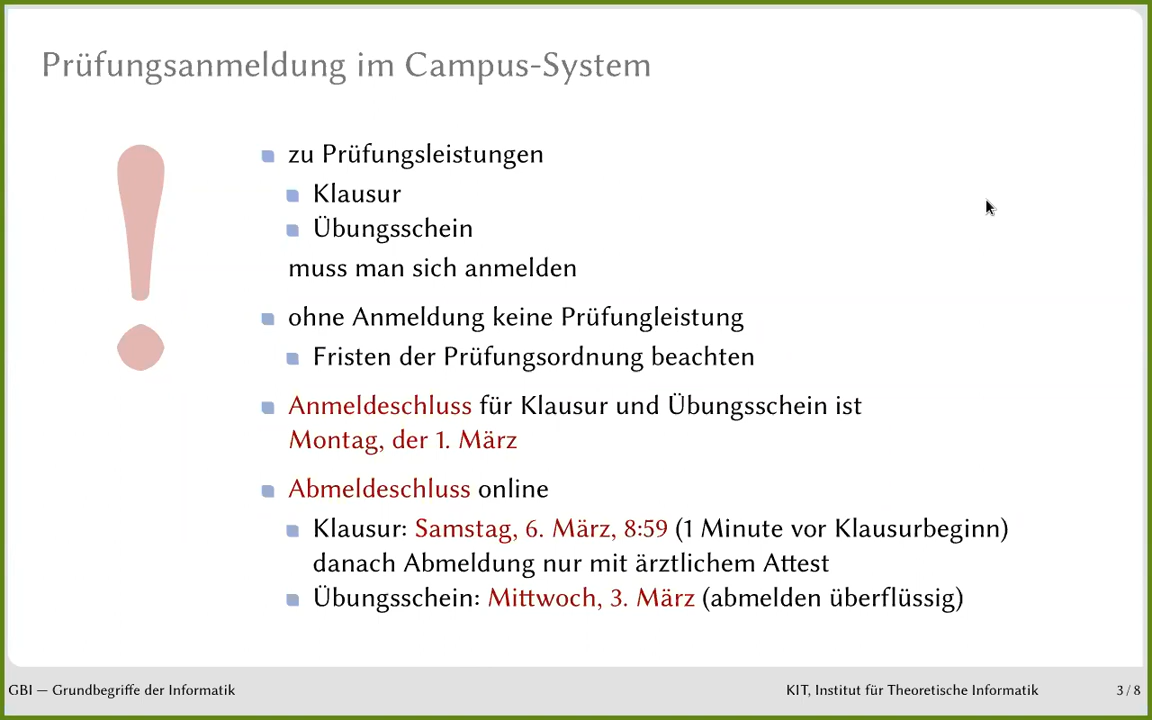 Prüfungsanmeldung im Campus-System
zu Prüfungsleistungen
Klausur
Übungsschein
muss man sich anmelden
ohne Anmeldung keine Prüfungleistung
Fristen der Prüfungsordnung beachten
Anmeldeschluss für Klausur und Übungsschein ist
Montag, der 1. März
Abmeldeschluss online
Klausur: Samstag, 6. März, 8:59 (1 Minute vor Klausurbeginn)
danach Abmeldung nur mit ärztlichem Attest
Übungsschein: Mittwoch, 3. März (abmelden überflüssig)
GBI — Grundbegriffe der Informatik
KIT, Institut für Theoretische Informatik
3 / 8